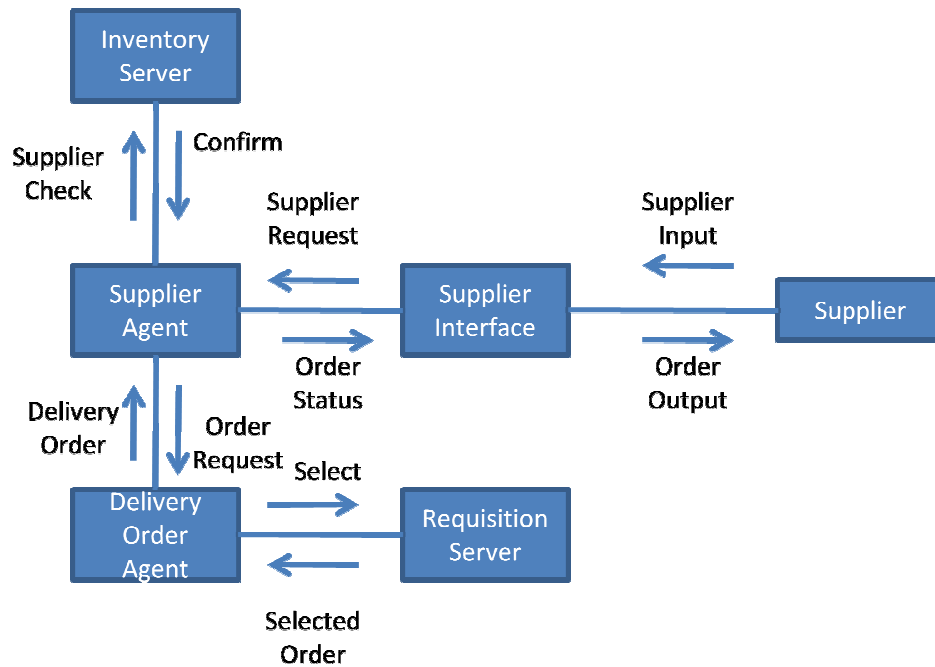 Inventory
Server
Supplier
Check
Confirm
Supplier
Request
Supplier
Input
Supplier
Agent
Supplier
Interface
Supplier
Order
Status
Order
Output
Delivery
Order
Order
Request
Select
Delivery
Order
Agent
Requisition
Server
Selected
Order